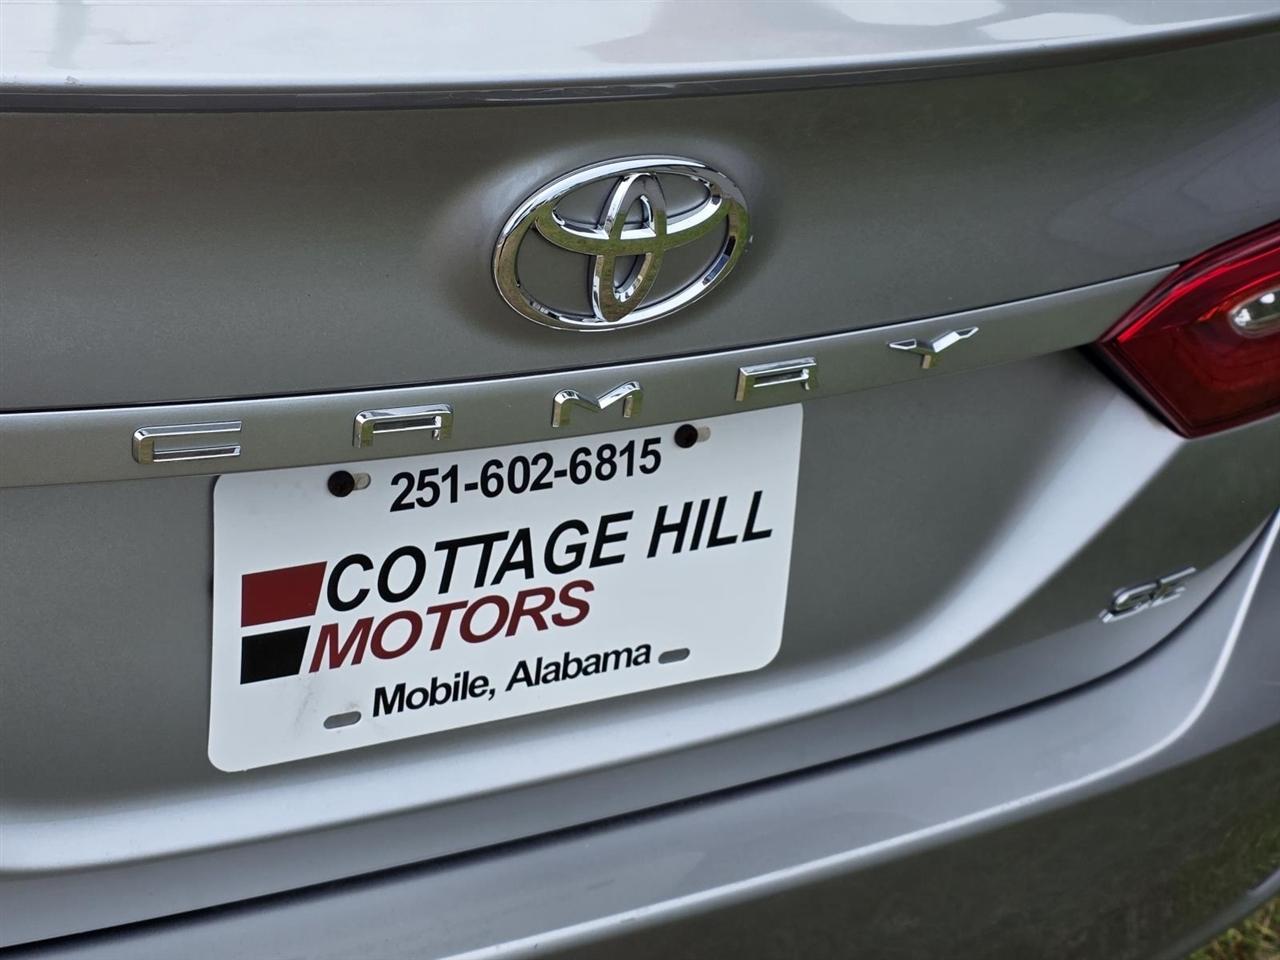 CAMRY
251-602-6815
COTTAGE HILL
MOTORS
Mobile, Alabama
SE